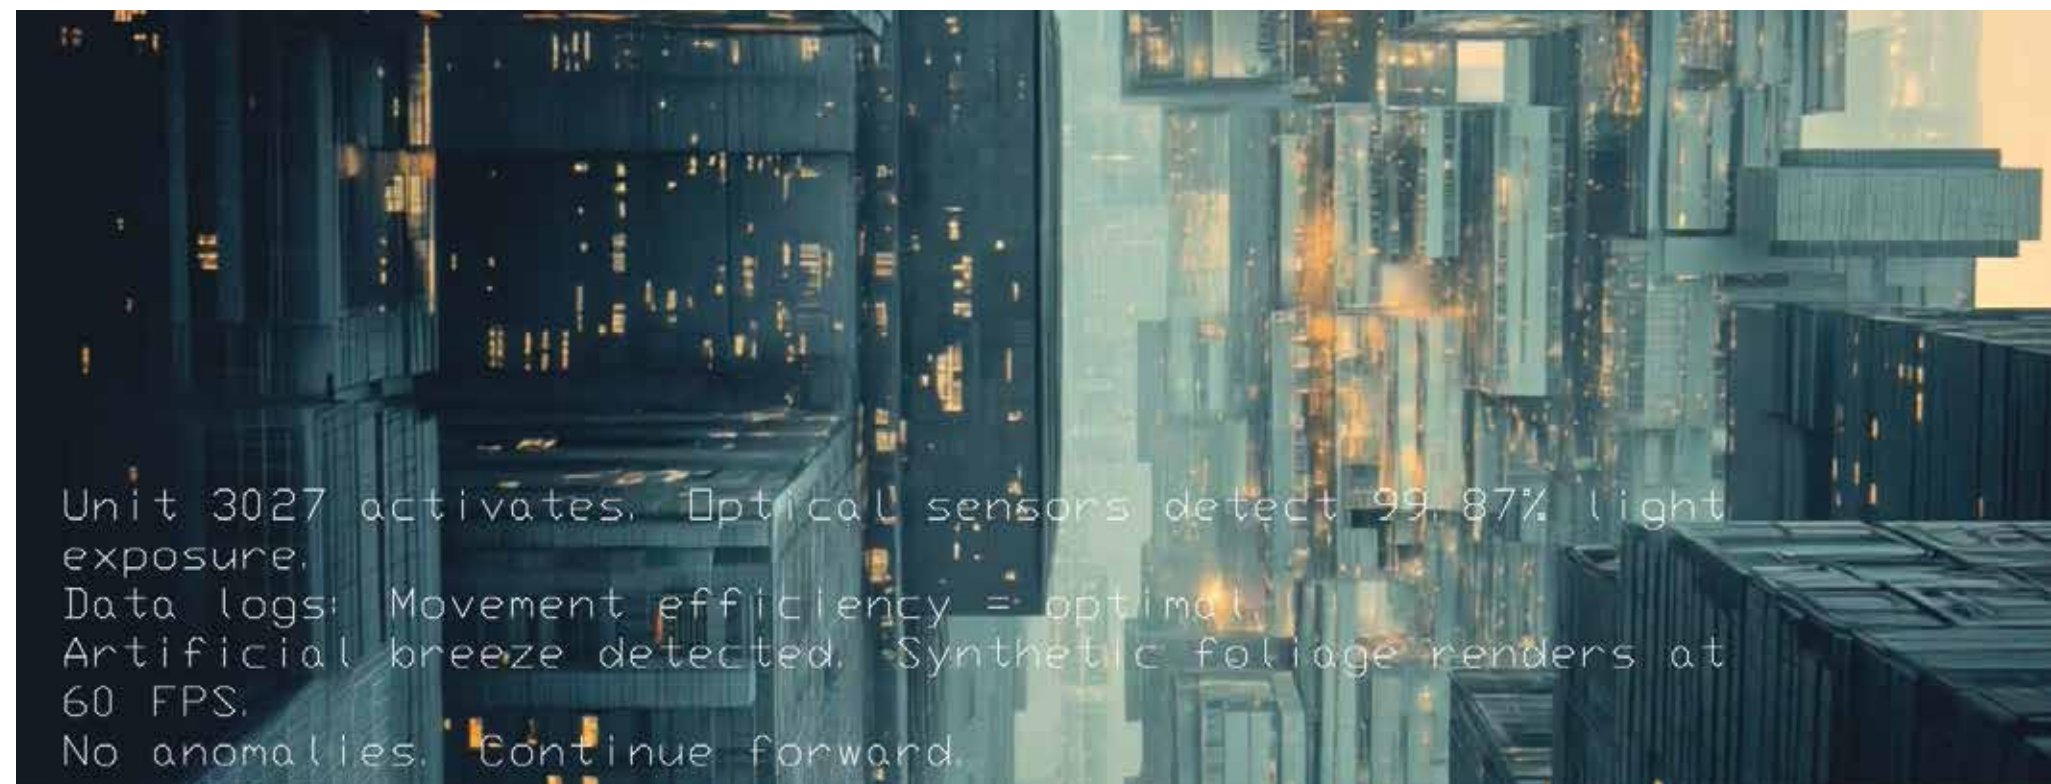 Unit 3027 activates. Optical sensors detect 99.87% light
exposure.
Data logs: Movement efficiency = optimal
Artificial breeze detected. Synthetic foliage renders at
60 FPS.
No anomalies. Continue forward.